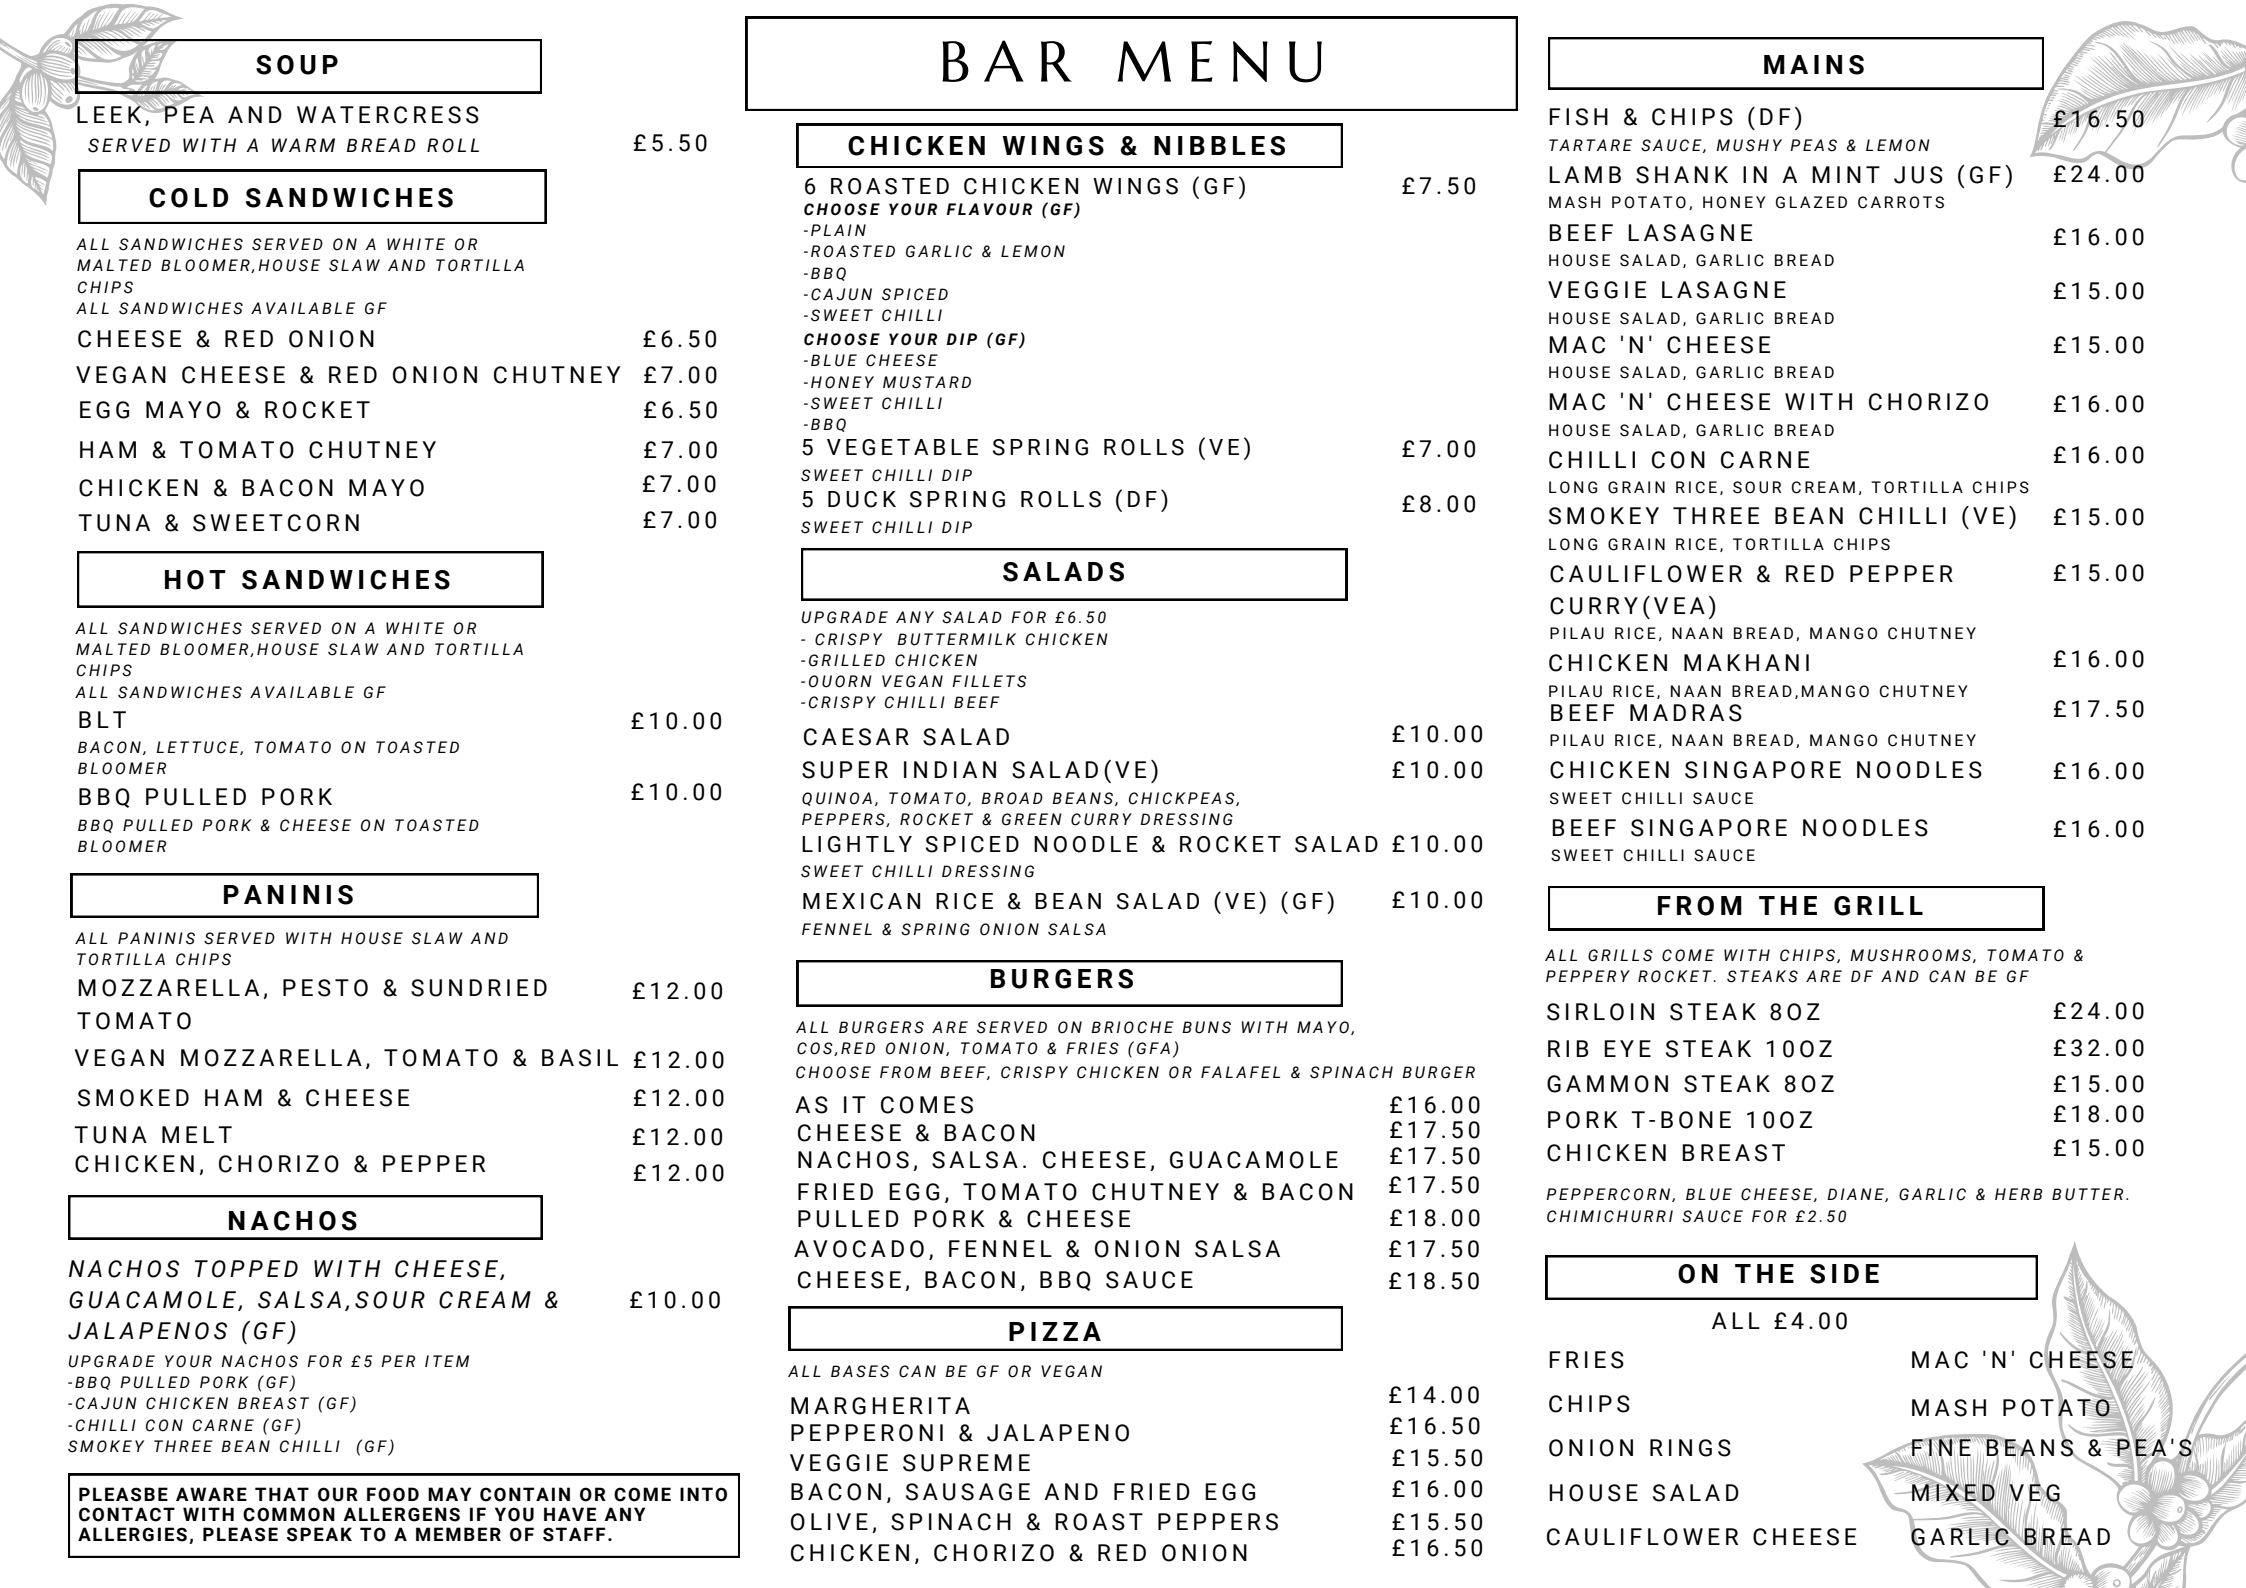 SOUP
LEEK, PEA AND WATERCRESS
SERVED WITH A WARM BREAD ROLL £5.50
COLD SANDWICHES
ALL SANDWICHES SERVED ON A WHITE OR
MALTED BLOOMER,HOUSE SLAW AND TORTILLA
CHIPS
ALL SANDWICHES AVAILABLE GF
CHEESE & RED ONION £6.50
VEGAN CHEESE & RED ONION CHUTNEY £7.00
EGG MAYO & ROCKET £6.50
HAM & TOMATO CHUTNEY £7.00
CHICKEN & BACON MAYO £7.00
TUNA & SWEETCORN £7.00
HOT SANDWICHES
ALL SANDWICHES SERVED ON A WHITE OR
MALTED BLOOMER,HOUSE SLAW AND TORTILLA
CHIPS
ALL SANDWICHES AVAILABLE GF
BLT £10.00
BACON, LETTUCE, TOMATO ON TOASTED
BLOOMER
BBQ PULLED PORK £10.00
BBQ PULLED PORK & CHEESE ON TOASTED
BLOOMER
PANINIS
ALL PANINIS SERVED WITH HOUSE SLAW AND
TORTILLA CHIPS
MOZZARELLA, PESTO & SUNDRIED £12.00
TOMATO
VEGAN MOZZARELLA, TOMATO & BASIL £12.00
SMOKED HAM & CHEESE £12.00
TUNA MELT £12.00
CHICKEN, CHORIZO & PEPPER £12.00
NACHOS
NACHOS TOPPED WITH CHEESE,
GUACAMOLE, SALSA,SOUR CREAM & £10.00
JALAPENOS (GF)
UPGRADE YOUR NACHOS FOR £5 PER ITEM
-BBQ PULLED PORK (GF)
-CAJUN CHICKEN BREAST (GF)
-CHILLI CON CARNE (GF)
SMOKEY THREE BEAN CHILLI (GF)
PLEASBE AWARE THAT OUR FOOD MAY CONTAIN OR COME INTO
CONTACT WITH COMMON ALLERGENS IF YOU HAVE ANY
ALLERGIES, PLEASE SPEAK TO A MEMBER OF STAFF.
BAR MENU
CHICKEN WINGS & NIBBLES
6 ROASTED CHICKEN WINGS (GF) £7.50
CHOOSE YOUR FLAVOUR (GF)
-PLAIN
-ROASTED GARLIC & LEMON
-BBQ
-CAJUN SPICED
-SWEET CHILLI
CHOOSE YOUR DIP (GF)
-BLUE CHEESE
-HONEY MUSTARD
-SWEET CHILLI
-BBQ
5 VEGETABLE SPRING ROLLS (VE) £7.00
SWEET CHILLI DIP
5 DUCK SPRING ROLLS (DF) £8.00
SWEET CHILLI DIP
SALADS
UPGRADE ANY SALAD FOR £6.50
- CRISPY BUTTERMILK CHICKEN
-GRILLED CHICKEN
-OUORN VEGAN FILLETS
-CRISPY CHILLI BEEF
CAESAR SALAD £10.00
SUPER INDIAN SALAD(VE) £10.00
QUINOA, TOMATO, BROAD BEANS, CHICKPEAS,
PEPPERS, ROCKET & GREEN CURRY DRESSING
LIGHTLY SPICED NOODLE & ROCKET SALAD £10.00
SWEET CHILLI DRESSING
MEXICAN RICE & BEAN SALAD (VE) (GF) £10.00
FENNEL & SPRING ONION SALSA
BURGERS
ALL BURGERS ARE SERVED ON BRIOCHE BUNS WITH MAYO,
COS,RED ONION, TOMATO & FRIES (GFA)
CHOOSE FROM BEEF, CRISPY CHICKEN OR FALAFEL & SPINACH BURGER
AS IT COMES £16.00
CHEESE & BACON £17.50
NACHOS, SALSA. CHEESE, GUACAMOLE £17.50
FRIED EGG, TOMATO CHUTNEY & BACON £17.50
PULLED PORK & CHEESE £18.00
AVOCADO, FENNEL & ONION SALSA £17.50
CHEESE, BACON, BBQ SAUCE £18.50
PIZZA
ALL BASES CAN BE GF OR VEGAN
MARGHERITA £14.00
PEPPERONI & JALAPENO £16.50
VEGGIE SUPREME £15.50
BACON, SAUSAGE AND FRIED EGG £16.00
OLIVE, SPINACH & ROAST PEPPERS £15.50
CHICKEN, CHORIZO & RED ONION £16.50
MAINS
FISH & CHIPS (DF) £16.50
TARTARE SAUCE, MUSHY PEAS & LEMON
LAMB SHANK IN A MINT JUS (GF) £24.00
MASH POTATO, HONEY GLAZED CARROTS
BEEF LASAGNE £16.00
HOUSE SALAD, GARLIC BREAD
VEGGIE LASAGNE £15.00
HOUSE SALAD, GARLIC BREAD
MAC 'N' CHEESE £15.00
HOUSE SALAD, GARLIC BREAD
MAC 'N' CHEESE WITH CHORIZO £16.00
HOUSE SALAD, GARLIC BREAD
CHILLI CON CARNE £16.00
LONG GRAIN RICE, SOUR CREAM, TORTILLA CHIPS
SMOKEY THREE BEAN CHILLI (VE) £15.00
LONG GRAIN RICE, TORTILLA CHIPS
CAULIFLOWER & RED PEPPER £15.00
CURRY(VEA)
PILAU RICE, NAAN BREAD, MANGO CHUTNEY
CHICKEN MAKHANI £16.00
PILAU RICE, NAAN BREAD,MANGO CHUTNEY
BEEF MADRAS £17.50
PILAU RICE, NAAN BREAD, MANGO CHUTNEY
CHICKEN SINGAPORE NOODLES £16.00
SWEET CHILLI SAUCE
BEEF SINGAPORE NOODLES £16.00
SWEET CHILLI SAUCE
FROM THE GRILL
ALL GRILLS COME WITH CHIPS, MUSHROOMS, TOMATO &
PEPPERY ROCKET. STEAKS ARE DF AND CAN BE GF
SIRLOIN STEAK 8OZ £24.00
RIB EYE STEAK 10OZ £32.00
GAMMON STEAK 8OZ £15.00
PORK T-BONE 10OZ £18.00
CHICKEN BREAST £15.00
PEPPERCORN, BLUE CHEESE, DIANE, GARLIC & HERB BUTTER.
CHIMICHURRI SAUCE FOR £2.50
ON THE SIDE
ALL £4.00
FRIES MAC 'N' CHEESE
CHIPS MASH POTATO
ONION RINGS FINE BEANS & PEA'S
HOUSE SALAD MIXED VEG
CAULIFLOWER CHEESE GARLIC BREAD